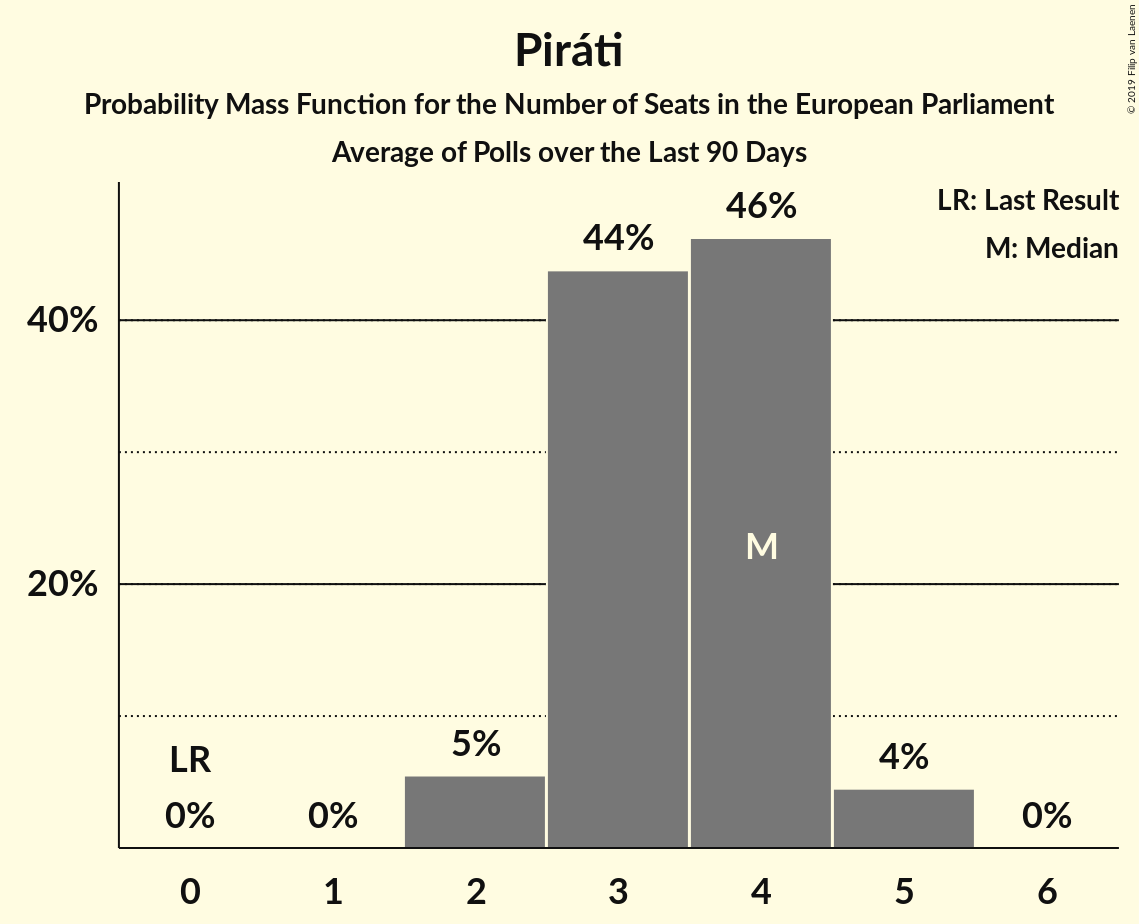 Piráti
Probability Mass Function for the Number of Seats in the European Parliament
Average of Polls over the Last 90 Days
© 2019 Filip van Laenen
LR: Last Result
M: Median
46%
44%
40%
M
20%
5%
4%
LR
0%
0%
0%
0 1 2 3 4 5 6